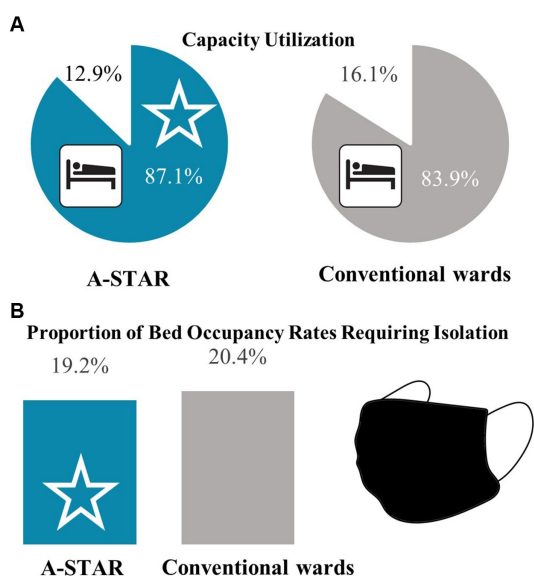 A
Capacity Utilization
12.9%
87.1%
A-STAR
16.1%
83.9%
Conventional wards
B
Proportion of Bed Occupancy Rates Requiring Isolation
19.2%
20.4%
A-STAR
Conventional wards